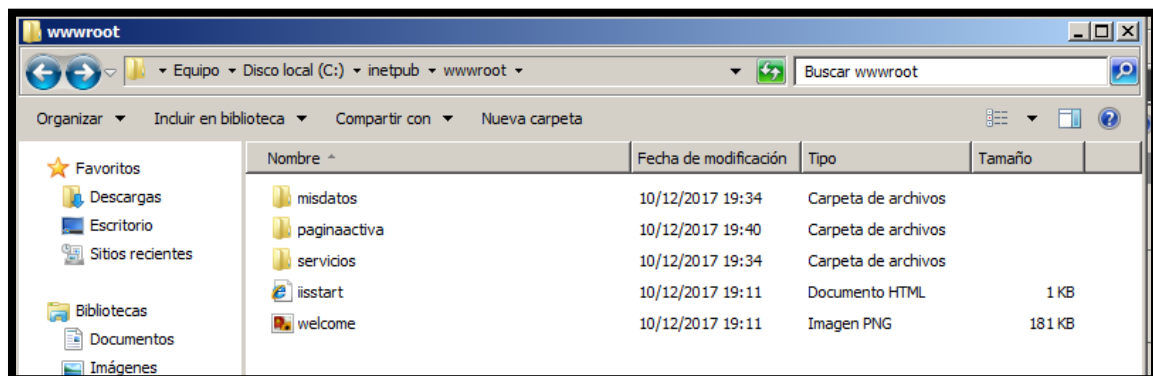 wwwroot
Equipo Disco local (C:) inetpub wwwroot Buscar wwwroot
Organizar Incluir en biblioteca Compartir con Nueva carpeta
Favoritos
Descargas
Escritorio
Sitios recientes
Bibliotecas
Documentos
Imágenes
Nombre Fecha de modificación Tipo Tamaño
misdatos 10/12/2017 19:34 Carpeta de archivos
paginaactiva 10/12/2017 19:40 Carpeta de archivos
servicios 10/12/2017 19:34 Carpeta de archivos
iisstart 10/12/2017 19:11 Documento HTML 1 KB
welcome 10/12/2017 19:11 Imagen PNG 181 KB